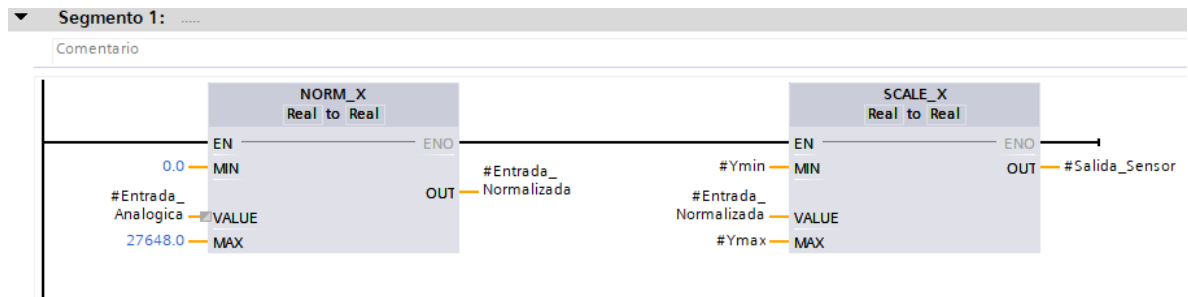 Segmento 1: .....
Comentario
NORM_X
Real to Real
EN
ENO
0.0
MIN
#Entrada_
Analogica
VALUE
27648.0
MAX
OUT
#Entrada_
Normalizada
SCALE_X
Real to Real
EN
ENO
#Ymin
MIN
#Entrada_
Normalizada
VALUE
#Ymax
MAX
OUT
#Salida_Sensor